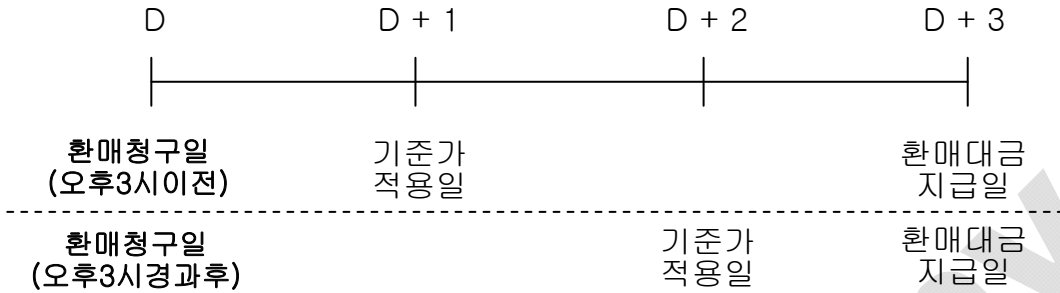 D D + 1 D + 2 D + 3
환매청구일 기준가 환매대금
(오후3시이전) 적용일 지급일
환매청구일 기준가 환매대금
(오후3시경과후) 적용일 지급일